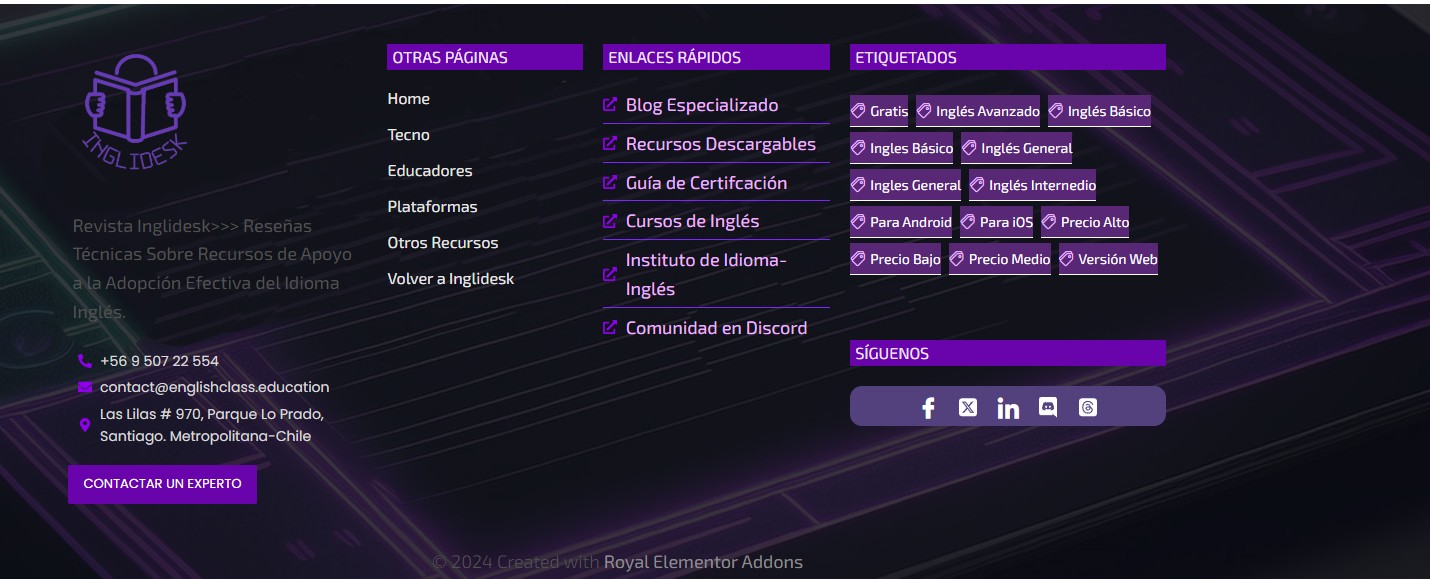 INGLIDESK
Revista Inglidesk>>> Reseñas
Técnicas Sobre Recursos de Apoyo
a la Adopción Efectiva del Idioma
Inglés.
+56 9 507 22 554
contact@englishclass.education
Las Lilas # 970, Parque Lo Prado,
Santiago. Metropolitana-Chile
CONTACTAR UN EXPERTO
OTRAS PÁGINAS
Home
Tecno
Educadores
Plataformas
Otros Recursos
Volver a Inglidesk
ENLACES RÁPIDOS
Blog Especializado
Recursos Descargables
Guía de Certifcación
Cursos de Inglés
Instituto de Idioma-
Inglés
Comunidad en Discord
ETIQUETADOS
Gratis Inglés Avanzado Inglés Básico
Ingles Básico Inglés General
Ingles General Inglés Internedio
Para Android Para iOS Precio Alto
Precio Bajo Precio Medio Versión Web
SÍGUENOS
© 2024 Created with Royal Elementor Addons